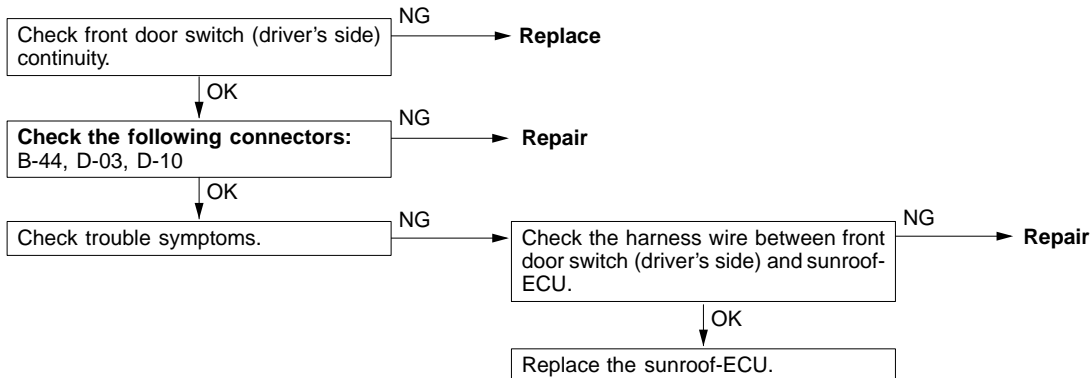 NG
Check front door switch (driver's side)
continuity.
Replace
OK
NG
Check the following connectors:
B-44, D-03, D-10
Repair
OK
NG
Check trouble symptoms.
NG
Check the harness wire between front
door switch (driver's side) and sunroof-
ECU.
Repair
OK
Replace the sunroof-ECU.